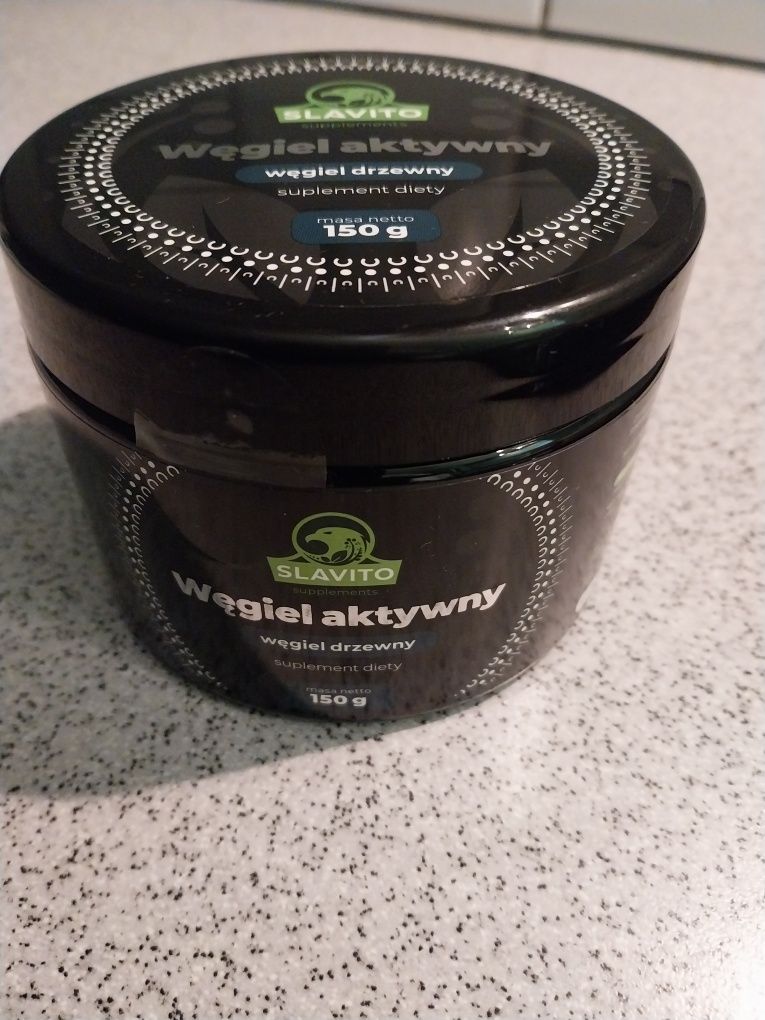 SLAVITO
supplements
Węgiel aktywny
węgiel drzewny
suplement diety
masa netto
150 g
SLAVITO
supplements
Węgiel aktywny
węgiel drzewny
suplement diety
masa netto
150 g